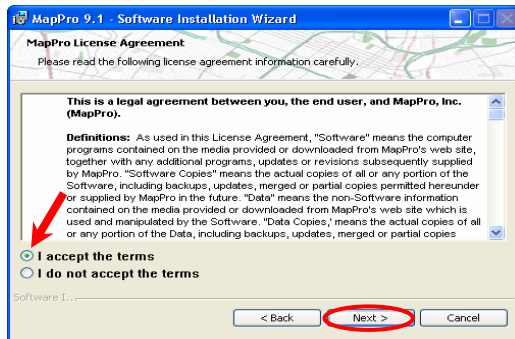 MapPro 9.1 - Software Installation Wizard
MapPro License Agreement
Please read the following license agreement information carefully.
This is a legal agreement between you, the end user, and MapPro, Inc.
(MapPro).
Definitions: As used in this License Agreement, "Software" means the computer
programs contained on the media provided or downloaded from MapPro's web site,
together with any additional programs, updates or revisions subsequently supplied
by MapPro. "Software Copies" means the actual copies of all or any portion of the
Software, including backups, updates, merged or partial copies permitted hereunder
or supplied by MapPro in the future. "Data" means the non-Software information
contained on the media provided or downloaded from MapPro's web site which is
used and manipulated by the Software. "Data Copies,' means the actual copies of all
or any portion of the Data, including backups, updates, merged or partial copies
I accept the terms
I do not accept the terms
Software I...
< Back Next > Cancel